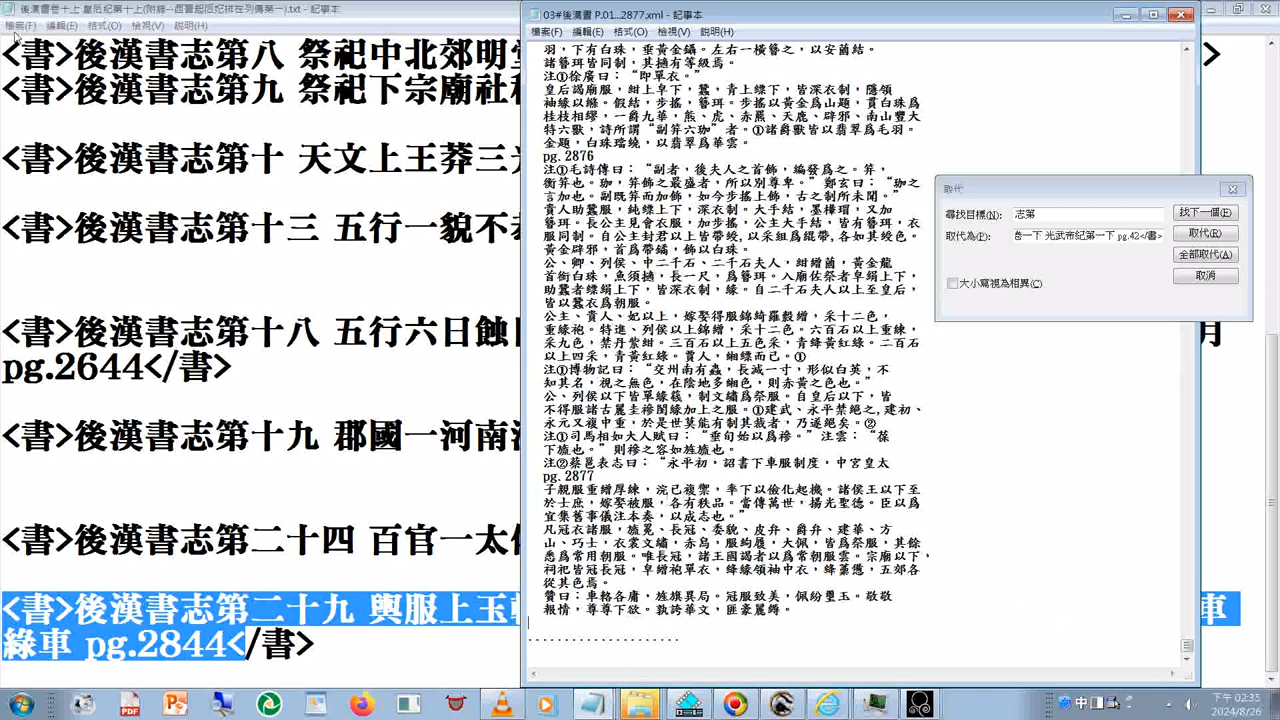 後漢書卷十上 皇后紀第十上(附錄--西晉后妃排在列傳第一).txt - 記事本
檔案(F) 編輯(E) 格式(O) 檢視(V) 說明(H)
<書>後漢書志第八 祭祀中北郊明
<書>後漢書志第九 祭祀下宗廟社
<書>後漢書志第十 天文上王莽三
<書>後漢書志第十三 五行一貌不
<書>後漢書志第十八 五行六日蝕
月
pg.2644</書>
<書>後漢書志第十九 郡國一河南
<書>後漢書志第二十四 百官一太
<書>後漢書志第二十九 輿服上玉
車
綠車 pg.2844</書>
03#後漢書 P.01...2877.xml - 記事本
檔案(F) 編輯(E) 格式(O) 檢視(V) 說明(H)
羽，下有白珠，垂黃金鑷。左右一橫簪之，以安蔮結。
諸簪珥皆同制，其擿有等級焉。
注①徐廣曰：“即單衣。”
皇后謁廟服，紺上皁下，蠶，青上縹下，皆深衣制，隱領
袖緣以絛。假結，步搖，簪珥。步搖以黃金爲山題，貫白珠爲
桂枝相繆，一爵九華，熊、虎、赤羆、天鹿、辟邪、南山豐大
特六獸，詩所謂“副笄六珈”者。①諸爵獸皆以翡翠爲毛羽。
金題，白珠璫繞，以翡翠爲華雲。
pg. 2876
注①毛詩傳曰：“副者，後夫人之首飾，編發爲之。笄，
衡笄也。珈，笄飾之最盛者，所以別尊卑。”鄭玄曰：“珈之
言加也。副既笄而加飾，如今步搖上飾，古之制所未聞。”
貴人助蠶服，純縹上下，深衣制。大手結，墨㻮瑁，又加
簪珥。長公主見會衣服，加步搖，公主大手結，皆有簪珥，衣
服同制。自公主封君以上皆帶綬，以采組爲緄帶，各如其綬色。
黃金辟邪，首爲帶鐍，飾以白珠。
公、卿、列侯、中二千石、二千石夫人，紺繒蔮，黃金龍
首銜白珠，魚須擿，長一尺，爲簪珥。入廟佐祭者皁絹上下，
助蠶者縹絹上下，皆深衣制，緣。自二千石夫人以上至皇后，
皆以蠶衣爲朝服。
公主、貴人、妃以上，嫁娶得服錦綺羅縠繒，采十二色，
重緣袍。特進、列侯以上錦繒，采十二色。六百石以上重練，
采九色，禁丹紫紺。三百石以上五色采，青絳黃紅綠。二百石
以上四采，青黃紅綠。賈人，緗縹而已。①
注①博物記曰：“交州南有蟲，長減一寸，形似白英，不
知其名，視之無色，在陰地多緗色，則赤黃之色也。”
公、列侯以下皆單緣襈，制文繡爲祭服。自皇后以下，皆
不得服諸古麗圭袗閨緣加上之服。①建武、永平禁絕之,建初、
永元又複中重，於是世莫能有制其裁者，乃遂絕矣。②
注①司馬相如大人賦曰：“垂旬始以爲襂。”注雲：“葆
下旒也。”則襂之容如旌旒也。
注②蔡邕表志曰：“永平初，詔書下車服制度，中宮皇太
pg. 2877
子親服重繒厚練，浣已複禦，率下以儉化起機。諸侯王以下至
於士庶，嫁娶被服，各有秩品。當傳萬世，揚光聖德。臣以爲
宜集舊事儀注本奏，以成志也。”
凡冠衣諸服，旒冕、長冠、委貌、皮弁、爵弁、建華、方
山、巧士，衣裳文繡，赤舄，服絇履，大佩，皆爲祭服，其餘
悉爲常用朝服。唯長冠，諸王國謁者以爲常朝服雲。宗廟以下，
祠祀皆冠長冠，皁繒袍單衣，絳緣領袖中衣，絳蔮絝，五郊各
從其色焉。
贊曰：車輅各庸，旌旗異局。冠服致美，佩紛璽玉。敬敬
報情，尊尊下欲。孰誇華文，匪豪麗縟。
取代
尋找目標(N): 志第
找下一個(F)
取代為(P): 卷一下 光武帝紀第一下 pg.42</書>
取代(R)
全部取代(A)
大小寫視為相異(C)
取消
中
下午 02:35
2024/8/26